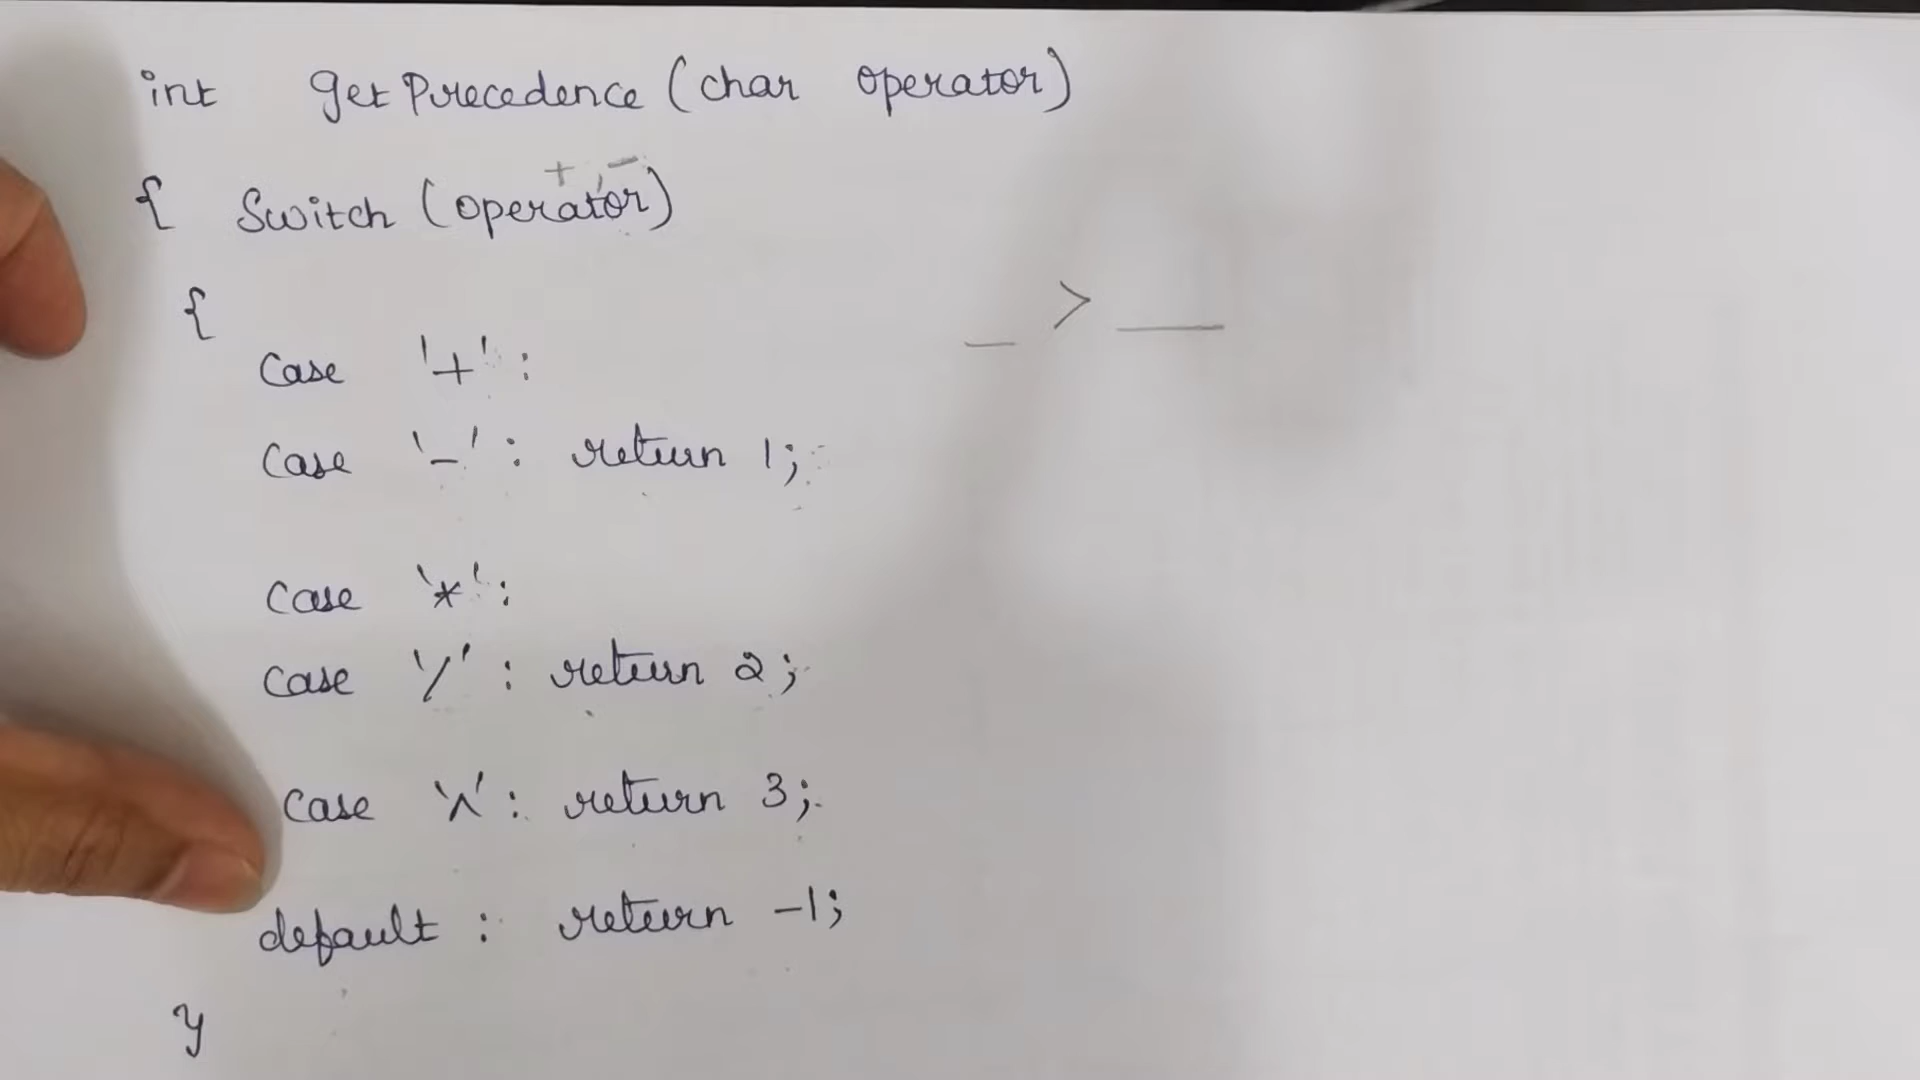 int getPrecedence (char operator)
+, -
{ Switch (operator)
{
_ > __
Case '+' :
Case '-' : return 1;
Case '*' :
Case '/' : return 2;
Case '^' : return 3;
default : return -1;
}